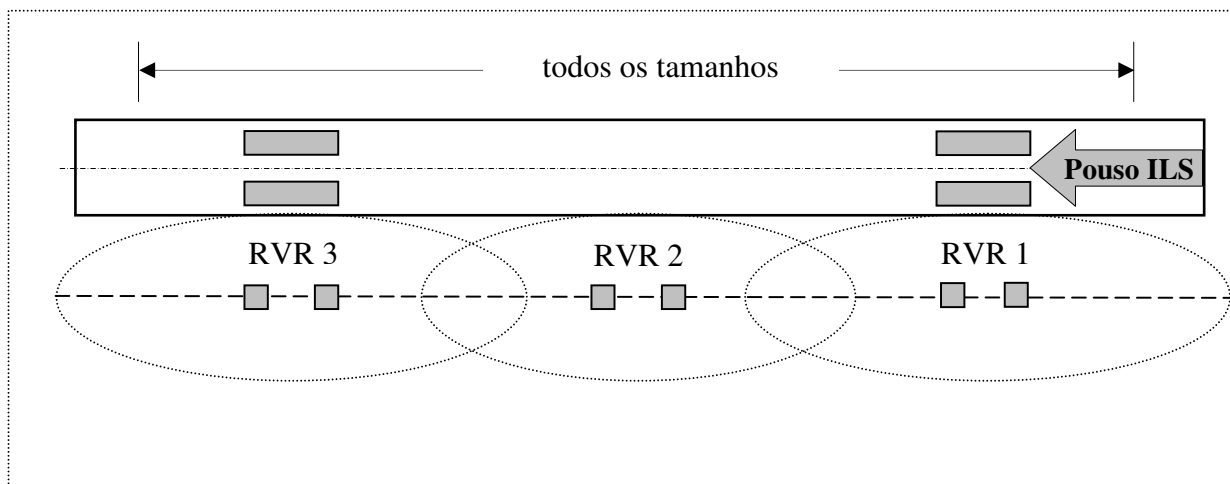 todos os tamanhos
Pouso ILS
RVR 3
RVR 2
RVR 1